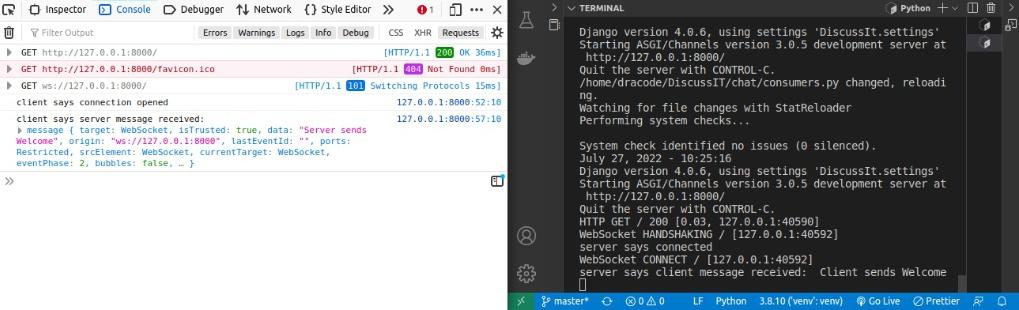 Inspector Console Debugger Network Style Editor 1
Filter Output Errors Warnings Logs Info Debug CSS XHR Requests
GET http://127.0.0.1:8000/ [HTTP/1.1 200 OK 36ms]
GET http://127.0.0.1:8000/favicon.ico [HTTP/1.1 404 Not Found 0ms]
GET ws://127.0.0.1:8000/ [HTTP/1.1 101 Switching Protocols 15ms]
client says connection opened 127.0.0.1:8000:52:10
client says server message received: 127.0.0.1:8000:57:10
message { target: WebSocket, isTrusted: true, data: "Server sends
Welcome", origin: "ws://127.0.0.1:8000", lastEventId: "", ports:
Restricted, srcElement: WebSocket, currentTarget: WebSocket,
eventPhase: 2, bubbles: false, … }
TERMINAL Python
Django version 4.0.6, using settings 'DiscussIt.settings'
Starting ASGI/Channels version 3.0.5 development server at
http://127.0.0.1:8000/
Quit the server with CONTROL-C.
/home/dracode/DiscussIT/chat/consumers.py changed, reloadi
ng.
Watching for file changes with StatReloader
Performing system checks...
System check identified no issues (0 silenced).
July 27, 2022 - 10:25:16
Django version 4.0.6, using settings 'DiscussIt.settings'
Starting ASGI/Channels version 3.0.5 development server at
http://127.0.0.1:8000/
Quit the server with CONTROL-C.
HTTP GET / 200 [0.03, 127.0.0.1:40590]
WebSocket HANDSHAKING / [127.0.0.1:40592]
server says connected
WebSocket CONNECT / [127.0.0.1:40592]
server says client message received:  Client sends Welcome
master* 0 0 LF Python 3.8.10 ('venv': venv) Go Live Prettier